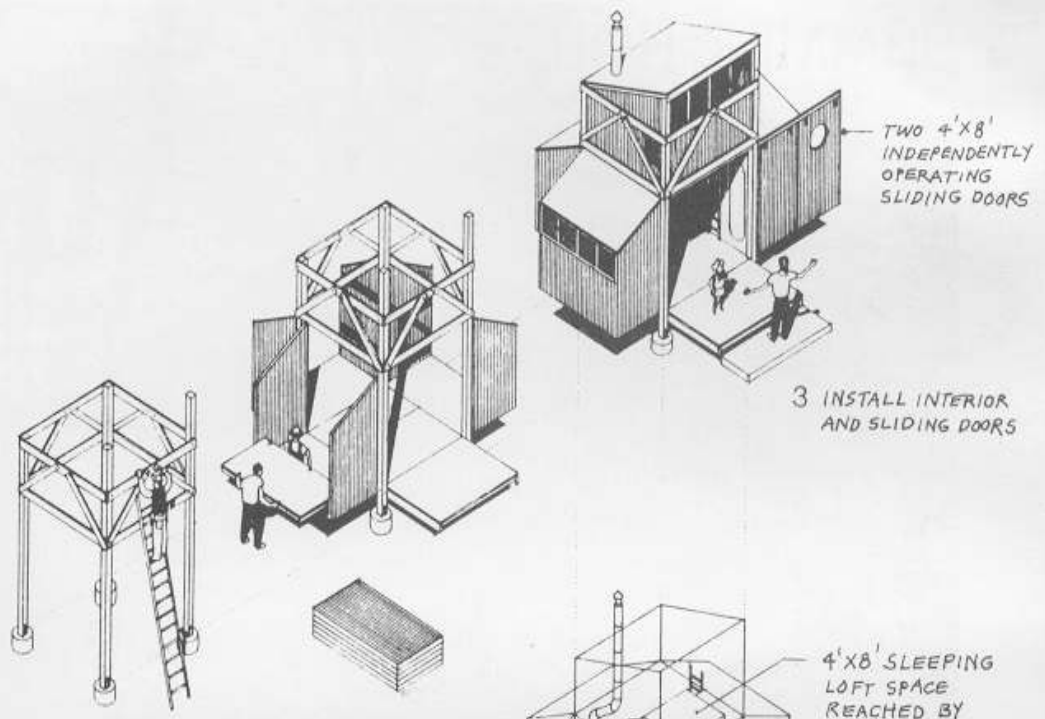 TWO 4'X8'
INDEPENDENTLY
OPERATING
SLIDING DOORS
3 INSTALL INTERIOR
AND SLIDING DOORS
4'X8' SLEEPING
LOFT SPACE
REACHED BY